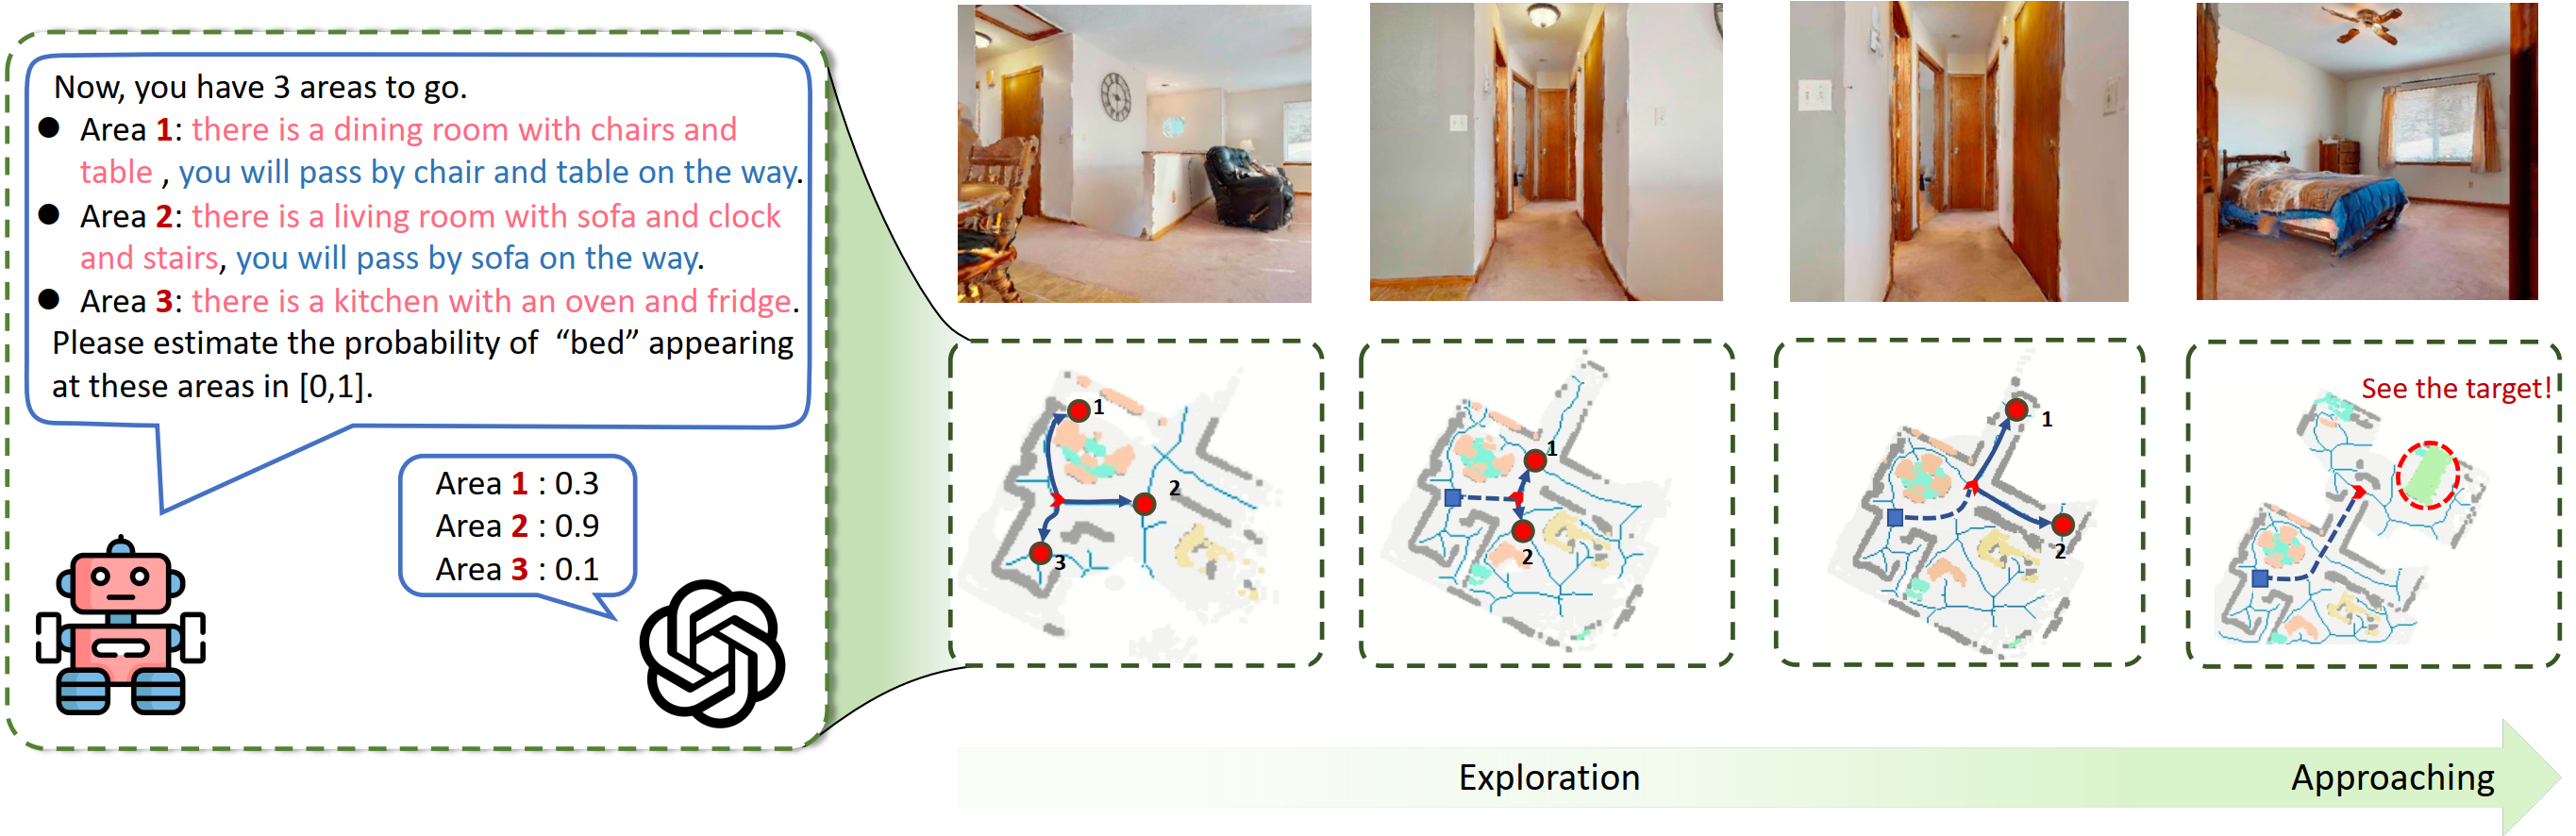 Now, you have 3 areas to go.
● Area 1: there is a dining room with chairs and
table , you will pass by chair and table on the way.
● Area 2: there is a living room with sofa and clock
and stairs, you will pass by sofa on the way.
● Area 3: there is a kitchen with an oven and fridge.
Please estimate the probability of “bed” appearing
at these areas in [0,1].
Area 1 : 0.3
Area 2 : 0.9
Area 3 : 0.1
1
2
3
1
2
1
2
See the target!
Exploration
Approaching